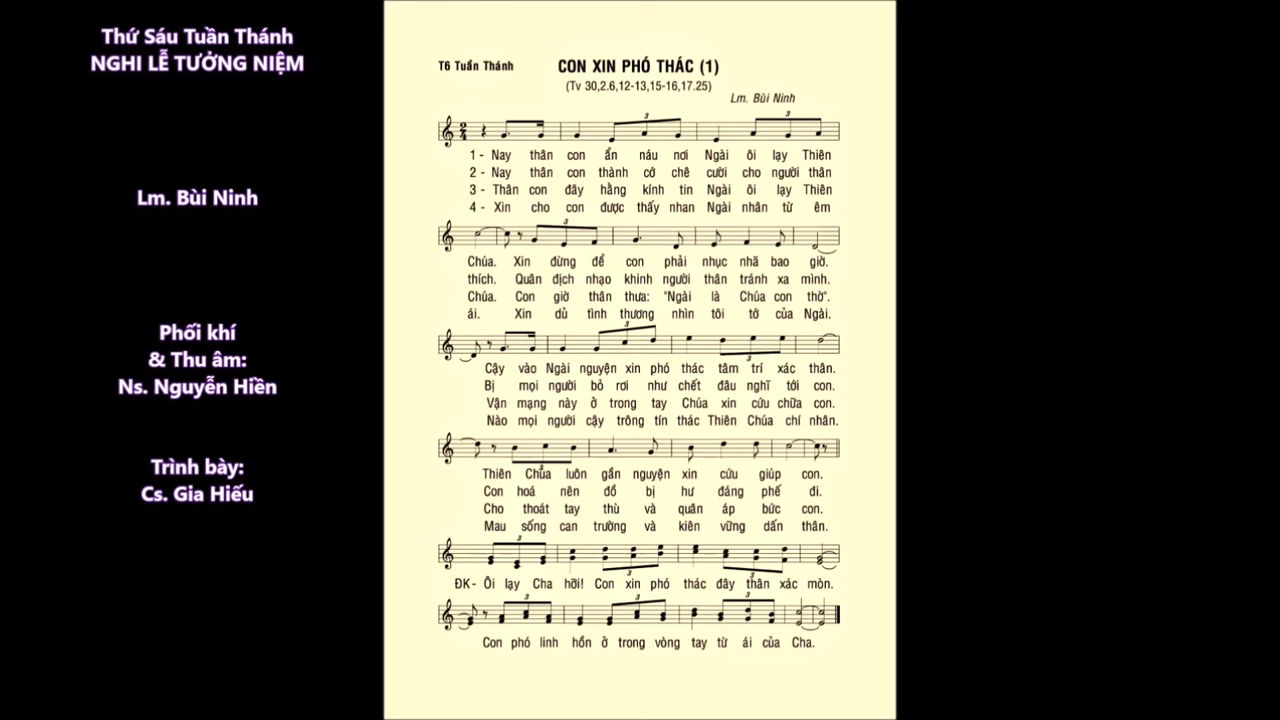 Thứ Sáu Tuần Thánh
NGHI LỄ TƯỞNG NIỆM
Lm. Bùi Ninh
Phối khí
& Thu âm:
Ns. Nguyễn Hiền
Trình bày:
Cs. Gia Hiếu
T6 Tuần Thánh
CON XIN PHÓ THÁC (1)
(Tv 30,2.6,12-13,15-16,17.25)
Lm. Bùi Ninh
1 - Nay thân con ẩn náu nơi Ngài ôi lạy Thiên
2 - Nay thân con thành cớ chê cười cho người thân
3 - Thân con đây hằng kính tin Ngài ôi lạy Thiên
4 - Xin cho con được thấy nhan Ngài nhân từ êm
Chúa. Xin đừng để con phải nhục nhã bao giờ.
thích. Quân địch nhạo khinh người thân tránh xa mình.
Chúa. Con giờ thân thưa: "Ngài là Chúa con thờ".
ái. Xin dủ tình thương nhìn tôi tớ của Ngài.
Cậy vào Ngài nguyện xin phó thác tâm trí xác thân.
Bị mọi người bỏ rơi như chết đâu nghĩ tới con.
Vận mạng này ở trong tay Chúa xin cứu chữa con.
Nào mọi người cậy trông tín thác Thiên Chúa chí nhân.
Thiên Chúa luôn gần nguyện xin cứu giúp con.
Con hoá nên đồ bị hư đáng phế đi.
Cho thoát tay thù và quân áp bức con.
Mau sống can trường và kiên vững dấn thân.
ĐK- Ôi lạy Cha hỡi! Con xin phó thác đây thân xác mòn.
Con phó linh hồn ở trong vòng tay từ ái của Cha.